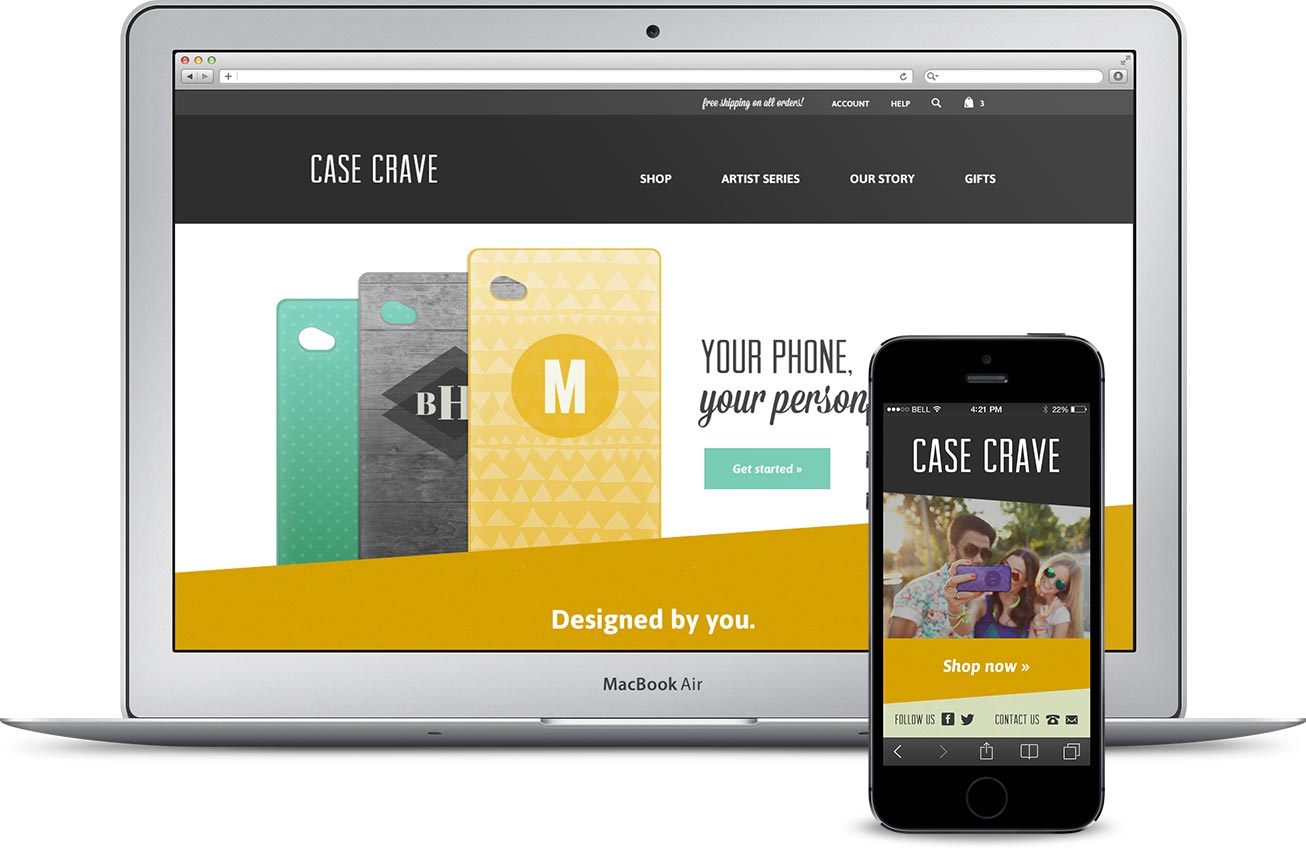 free shipping on all orders!
ACCOUNT
HELP
3
CASE CRAVE
SHOP
ARTIST SERIES
OUR STORY
GIFTS
BH
M
YOUR PHONE,
your person
Get started »
Designed by you.
MacBook Air
BELL
4:21 PM
22%
CASE CRAVE
Shop now »
FOLLOW US
CONTACT US